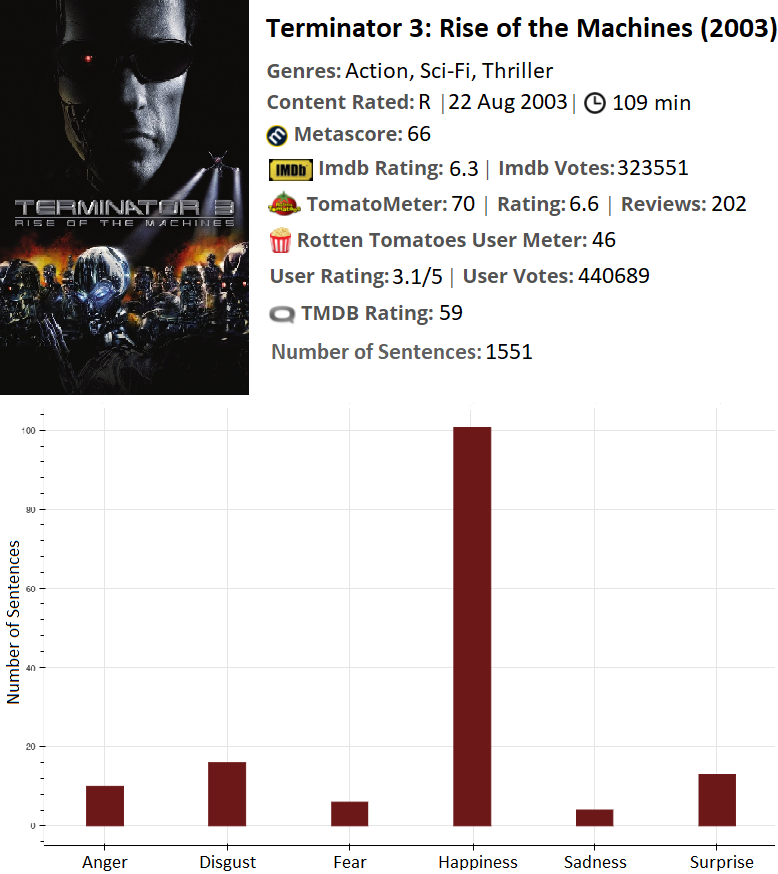 Terminator 3: Rise of the Machines (2003)
Genres: Action, Sci-Fi, Thriller
Content Rated: R | 22 Aug 2003 | 109 min
Metascore: 66
IMDb Imdb Rating: 6.3 | Imdb Votes: 323551
TomatoMeter: 70 | Rating: 6.6 | Reviews: 202
Rotten Tomatoes User Meter: 46
User Rating: 3.1/5 | User Votes: 440689
TMDB Rating: 59
Number of Sentences: 1551
TERMINATOR 3
RISE OF THE MACHINES
Number of Sentences
100
80
60
40
20
0
Anger Disgust Fear Happiness Sadness Surprise